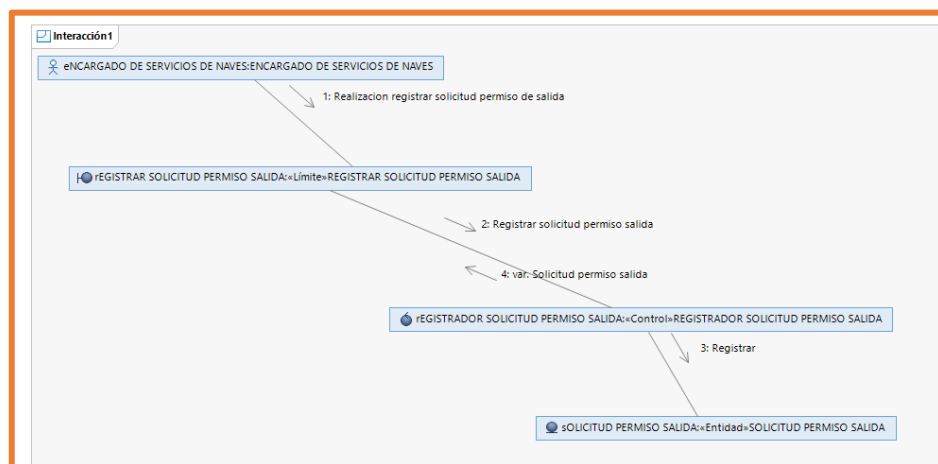 Interacción1
eNCARGADO DE SERVICIOS DE NAVES:ENCARGADO DE SERVICIOS DE NAVES
1: Realizacion registrar solicitud permiso de salida
rEGISTRAR SOLICITUD PERMISO SALIDA:«Límite»REGISTRAR SOLICITUD PERMISO SALIDA
2: Registrar solicitud permiso salida
4: var. Solicitud permiso salida
rEGISTRADOR SOLICITUD PERMISO SALIDA:«Control»REGISTRADOR SOLICITUD PERMISO SALIDA
3: Registrar
sOLICITUD PERMISO SALIDA:«Entidad»SOLICITUD PERMISO SALIDA